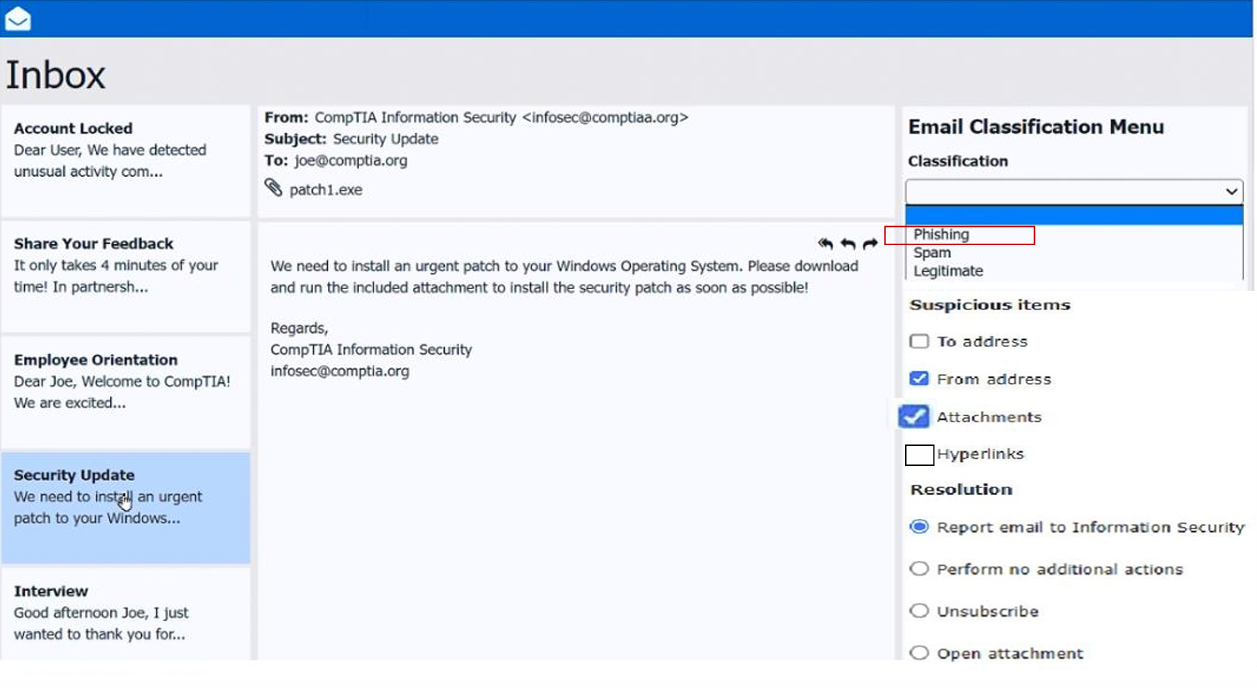 Inbox
Account Locked
Dear User, We have detected
unusual activity com...
Share Your Feedback
It only takes 4 minutes of your
time! In partnersh...
Employee Orientation
Dear Joe, Welcome to CompTIA!
We are excited...
Security Update
We need to install an urgent
patch to your Windows...
Interview
Good afternoon Joe, I just
wanted to thank you for...
From: CompTIA Information Security <infosec@comptiaa.org>
Subject: Security Update
To: joe@comptia.org
patch1.exe
We need to install an urgent patch to your Windows Operating System. Please download
and run the included attachment to install the security patch as soon as possible!
Regards,
CompTIA Information Security
infosec@comptia.org
Email Classification Menu
Classification
Phishing
Spam
Legitimate
Suspicious items
To address
From address
Attachments
Hyperlinks
Resolution
Report email to Information Security
Perform no additional actions
Unsubscribe
Open attachment